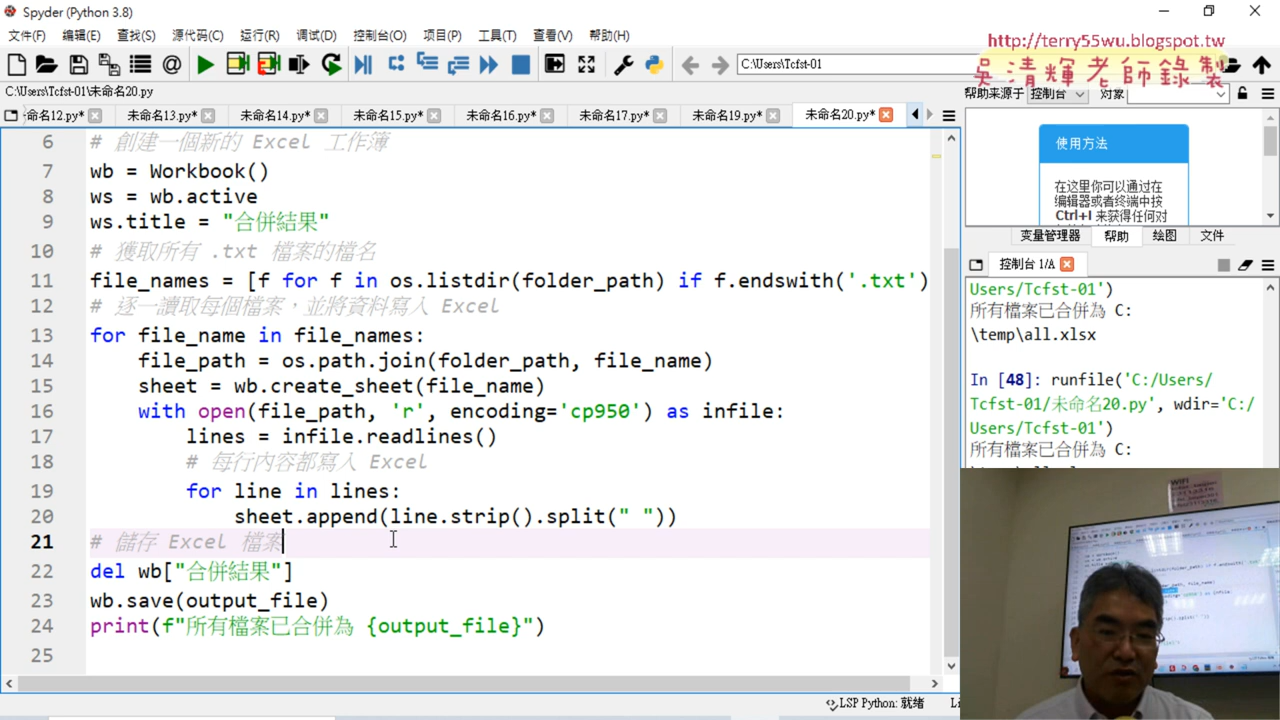 Spyder (Python 3.8)
文件(F) 编辑(E) 查找(S) 源代码(C) 运行(R) 调试(D) 控制台(O) 项目(P) 工具(T) 查看(V) 帮助(H)
http://terry55wu.blogspot.tw
吳清輝老師錄製
C:\Users\Tcfst-01
C:\Users\Tcfst-01\未命名20.py
帮助来源于 控制台 对象
命名12.py* 未命名13.py* 未命名14.py* 未命名15.py* 未命名16.py* 未命名17.py* 未命名19.py* 未命名20.py*
6 # 創建一個新的 Excel 工作簿
7 wb = Workbook()
8 ws = wb.active
9 ws.title = "合併結果"
10 # 獲取所有 .txt 檔案的檔名
11 file_names = [f for f in os.listdir(folder_path) if f.endswith('.txt')
12 # 逐一讀取每個檔案，並將資料寫入 Excel
13 for file_name in file_names:
14 file_path = os.path.join(folder_path, file_name)
15 sheet = wb.create_sheet(file_name)
16 with open(file_path, 'r', encoding='cp950') as infile:
17 lines = infile.readlines()
18 # 每行內容都寫入 Excel
19 for line in lines:
20 sheet.append(line.strip().split(" "))
21 # 儲存 Excel 檔案
22 del wb["合併結果"]
23 wb.save(output_file)
24 print(f"所有檔案已合併為 {output_file}")
25
使用方法
在这里你可以通过在
编辑器或者终端中按
Ctrl+I 来获得任何对
变量管理器 帮助 绘图 文件
控制台 1/A
Users/Tcfst-01')
所有檔案已合併為 C:
\temp\all.xlsx
In [48]: runfile('C:/Users/
Tcfst-01/未命名20.py', wdir='C:/
Users/Tcfst-01')
所有檔案已合併為 C:
LSP Python: 就緒